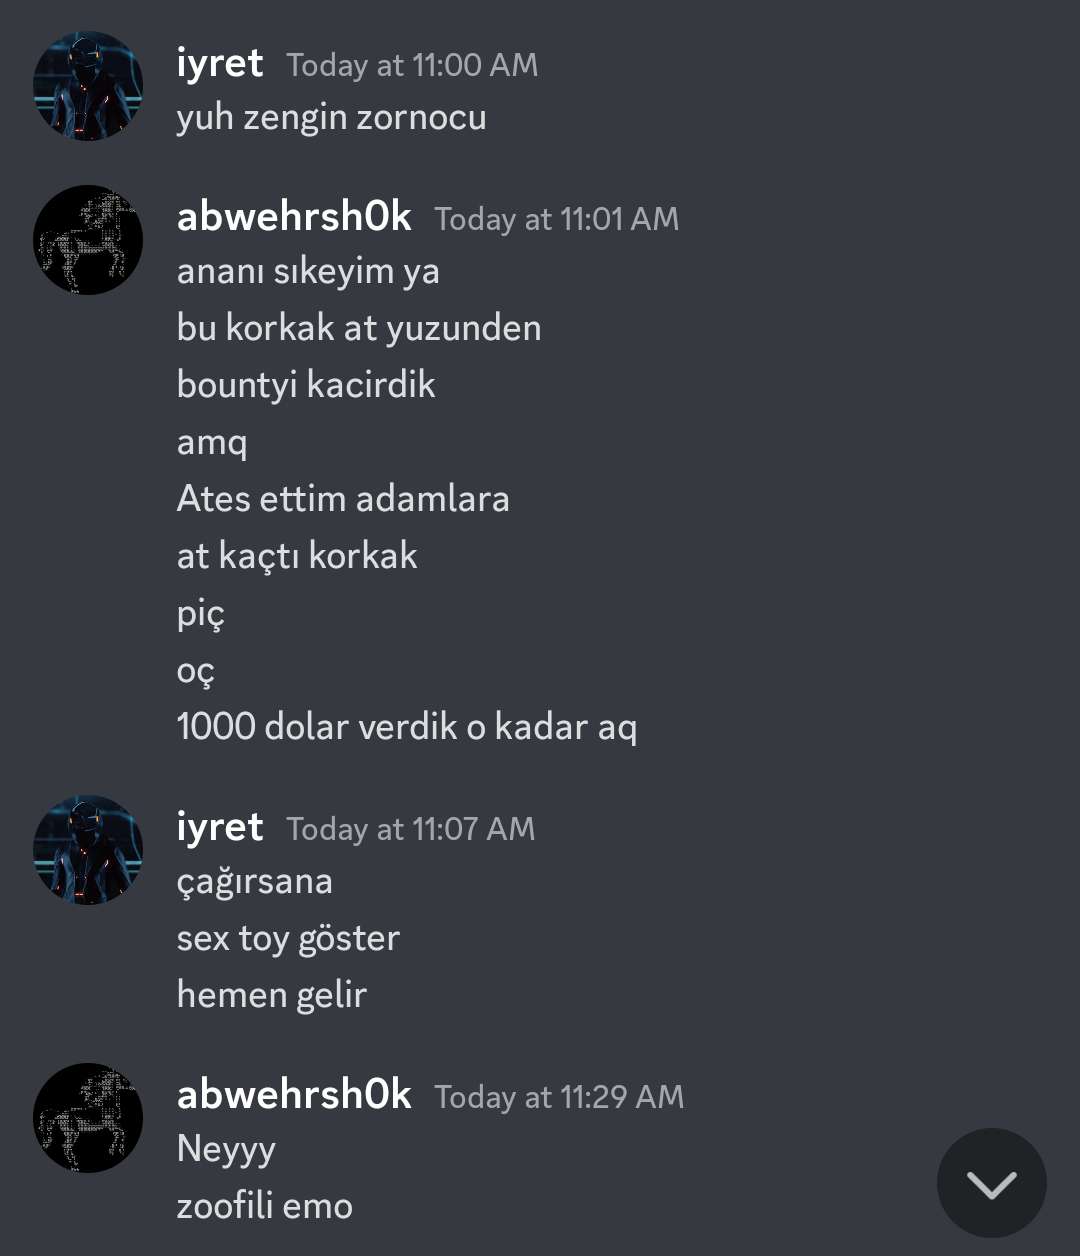 iyret Today at 11:00 AM
yuh zengin zornocu
abwehrsh0k Today at 11:01 AM
ananı sıkeyim ya
bu korkak at yuzunden
bountyi kacirdik
amq
Ates ettim adamlara
at kaçtı korkak
piç
oç
1000 dolar verdik o kadar aq
iyret Today at 11:07 AM
çağırsana
sex toy göster
hemen gelir
abwehrsh0k Today at 11:29 AM
Neyyy
zoofili emo